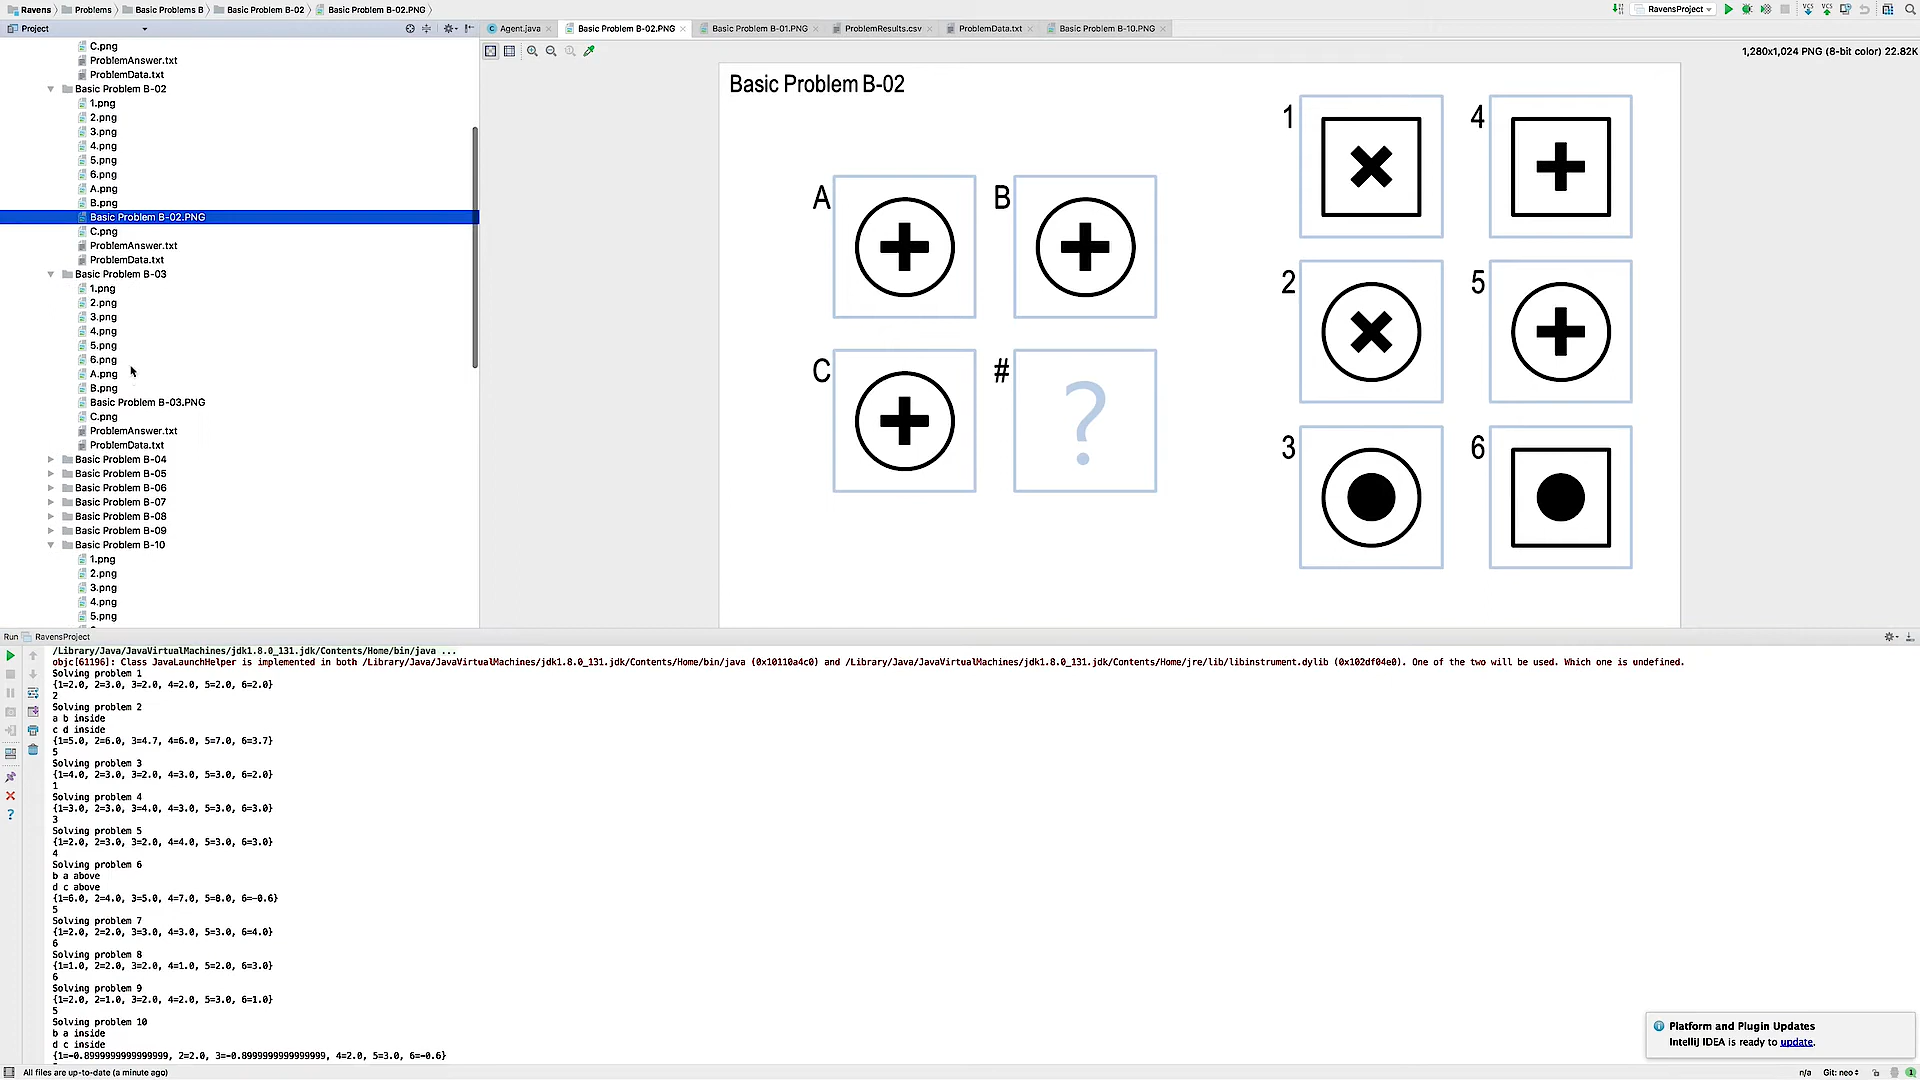 Ravens Problems Basic Problems B Basic Problem B-02 Basic Problem B-02.PNG
RavensProject
Project
Agent.java Basic Problem B-02.PNG Basic Problem B-01.PNG ProblemResults.csv ProblemData.txt Basic Problem B-10.PNG
1,280x1,024 PNG (8-bit color) 22.82K
C.png
ProblemAnswer.txt
ProblemData.txt
Basic Problem B-02
1.png
2.png
3.png
4.png
5.png
6.png
A.png
B.png
Basic Problem B-02.PNG
C.png
ProblemAnswer.txt
ProblemData.txt
Basic Problem B-03
1.png
2.png
3.png
4.png
5.png
6.png
A.png
B.png
Basic Problem B-03.PNG
C.png
ProblemAnswer.txt
ProblemData.txt
Basic Problem B-04
Basic Problem B-05
Basic Problem B-06
Basic Problem B-07
Basic Problem B-08
Basic Problem B-09
Basic Problem B-10
1.png
2.png
3.png
4.png
5.png
Basic Problem B-02
A B
C # ?
1 4
2 5
3 6
Run RavensProject
/Library/Java/JavaVirtualMachines/jdk1.8.0_131.jdk/Contents/Home/bin/java ...
objc[61196]: Class JavaLaunchHelper is implemented in both /Library/Java/JavaVirtualMachines/jdk1.8.0_131.jdk/Contents/Home/bin/java (0x10110a4c0) and /Library/Java/JavaVirtualMachines/jdk1.8.0_131.jdk/Contents/Home/jre/lib/libinstrument.dylib (0x102df04e0). One of the two will be used. Which one is undefined.
Solving problem 1
{1=2.0, 2=3.0, 3=2.0, 4=2.0, 5=2.0, 6=2.0}
2
Solving problem 2
a b inside
c d inside
{1=5.0, 2=6.0, 3=4.7, 4=6.0, 5=7.0, 6=3.7}
5
Solving problem 3
{1=4.0, 2=3.0, 3=2.0, 4=3.0, 5=3.0, 6=2.0}
1
Solving problem 4
{1=3.0, 2=3.0, 3=4.0, 4=3.0, 5=3.0, 6=3.0}
3
Solving problem 5
{1=2.0, 2=3.0, 3=2.0, 4=4.0, 5=3.0, 6=3.0}
4
Solving problem 6
b a above
d c above
{1=6.0, 2=4.0, 3=5.0, 4=7.0, 5=8.0, 6=-0.6}
5
Solving problem 7
{1=2.0, 2=2.0, 3=3.0, 4=3.0, 5=3.0, 6=4.0}
6
Solving problem 8
{1=1.0, 2=2.0, 3=2.0, 4=1.0, 5=2.0, 6=3.0}
6
Solving problem 9
{1=2.0, 2=1.0, 3=2.0, 4=2.0, 5=3.0, 6=1.0}
5
Solving problem 10
b a inside
d c inside
{1=-0.8999999999999999, 2=2.0, 3=-0.8999999999999999, 4=2.0, 5=3.0, 6=-0.6}
Platform and Plugin Updates
IntelliJ IDEA is ready to update.
All files are up-to-date (a minute ago)
n/a Git: neo 1